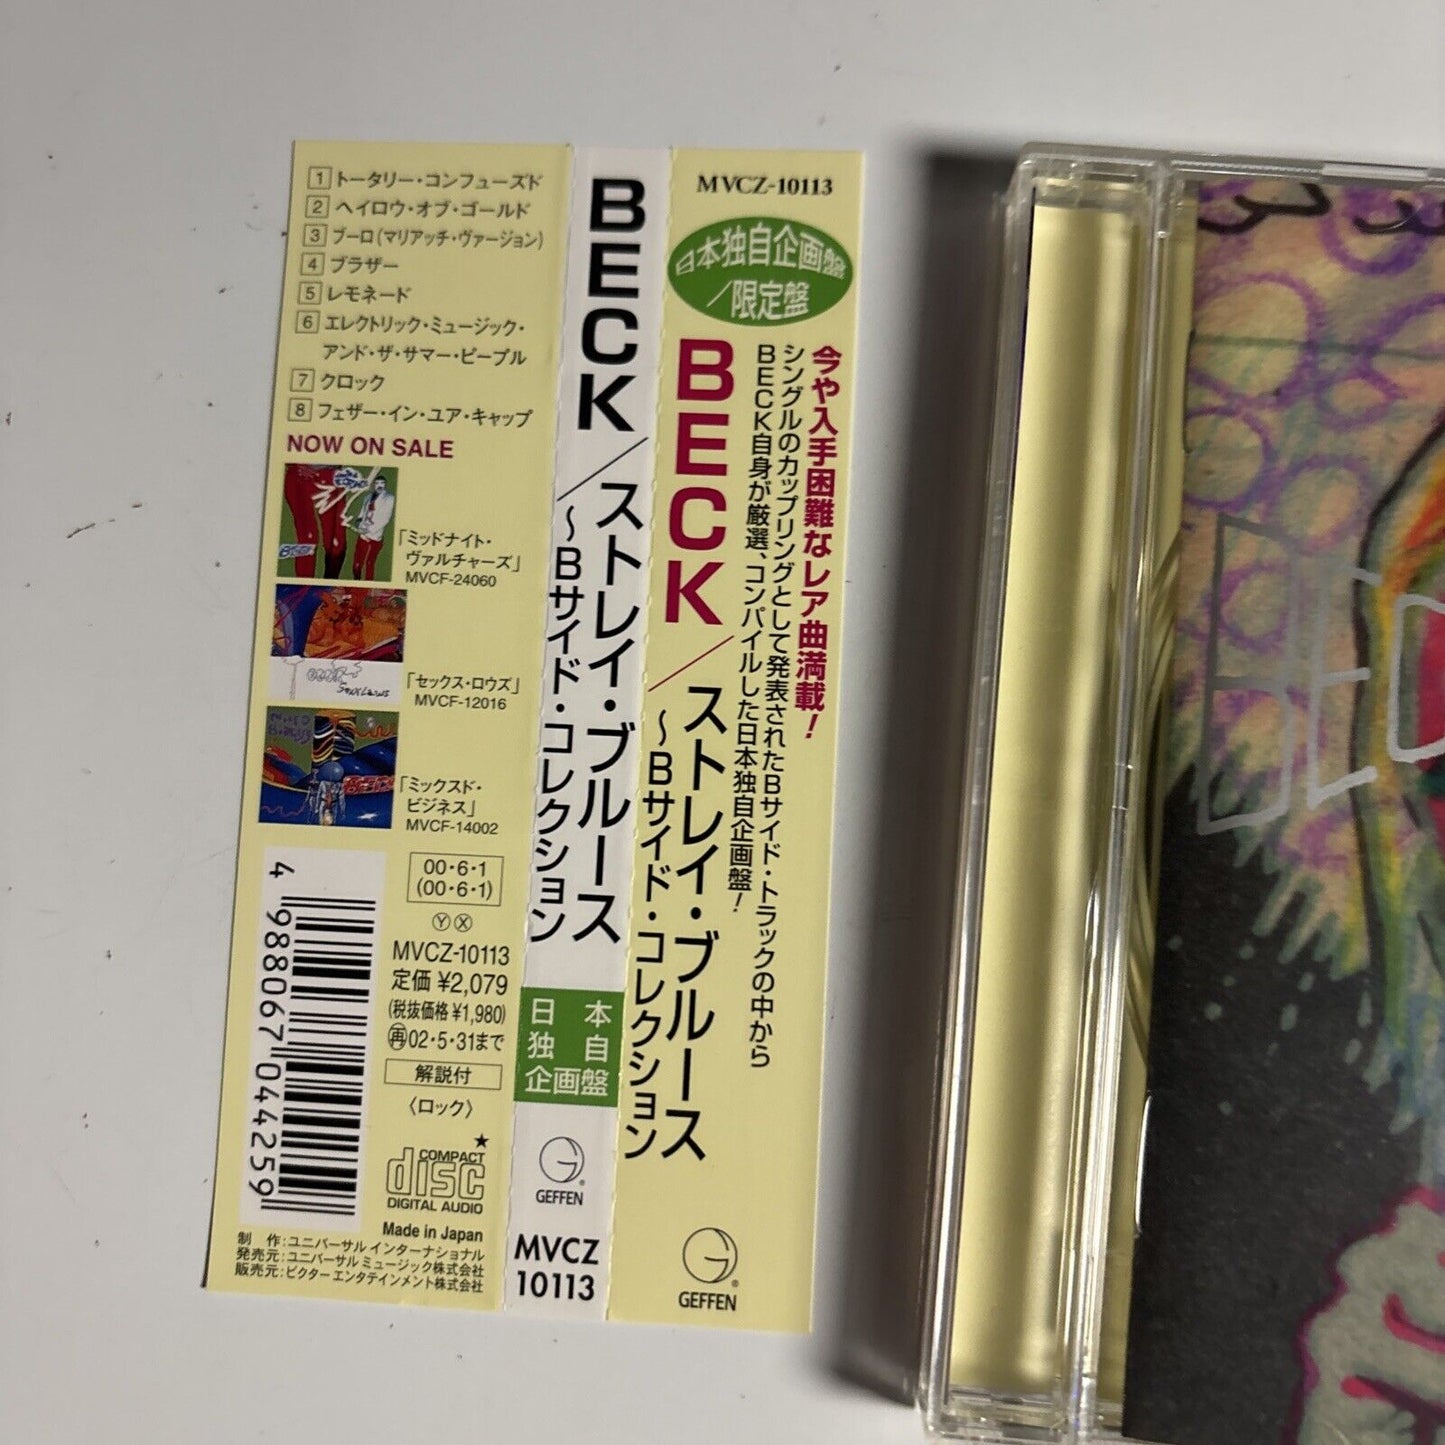 1 トータリー・コンフューズド
2 ヘイロウ・オブ・ゴールド
3 ブーロ(マリアッチ・ヴァージョン)
4 ブラザー
5 レモネード
6 エレクトリック・ミュージック・
アンド・ザ・サマー・ピープル
7 クロック
8 フェザー・イン・ユア・キャップ
NOW ON SALE
「ミッドナイト・
ヴァルチャーズ」
MVCF-24060
「セックス・ロウズ」
MVCF-12016
「ミックスド・
ビジネス」
MVCF-14002
00・6・1
(00・6・1)
Ⓨ Ⓧ
MVCZ-10113
定価 ¥2,079
(税抜価格 ¥1,980)
再02・5・31まで
解説付
〈ロック〉
★
COMPACT
disc
DIGITAL AUDIO
Made in Japan
4 988067 044259
制 作:ユニバーサル インターナショナル
発売元:ユニバーサル ミュージック株式会社
販売元:ビクター エンタテインメント株式会社
BECK/ストレイ・ブルース
~Bサイド・コレクション
日本
独自
企画盤
GEFFEN
MVCZ
10113
MVCZ-10113
日本独自企画盤
/限定盤
今や入手困難なレア曲満載!
シングルのカップリングとして発表されたBサイド・トラックの中から
BECK自身が厳選、コンパイルした日本独自企画盤!
BECK/ストレイ・ブルース
~Bサイド・コレクション
GEFFEN
BEC